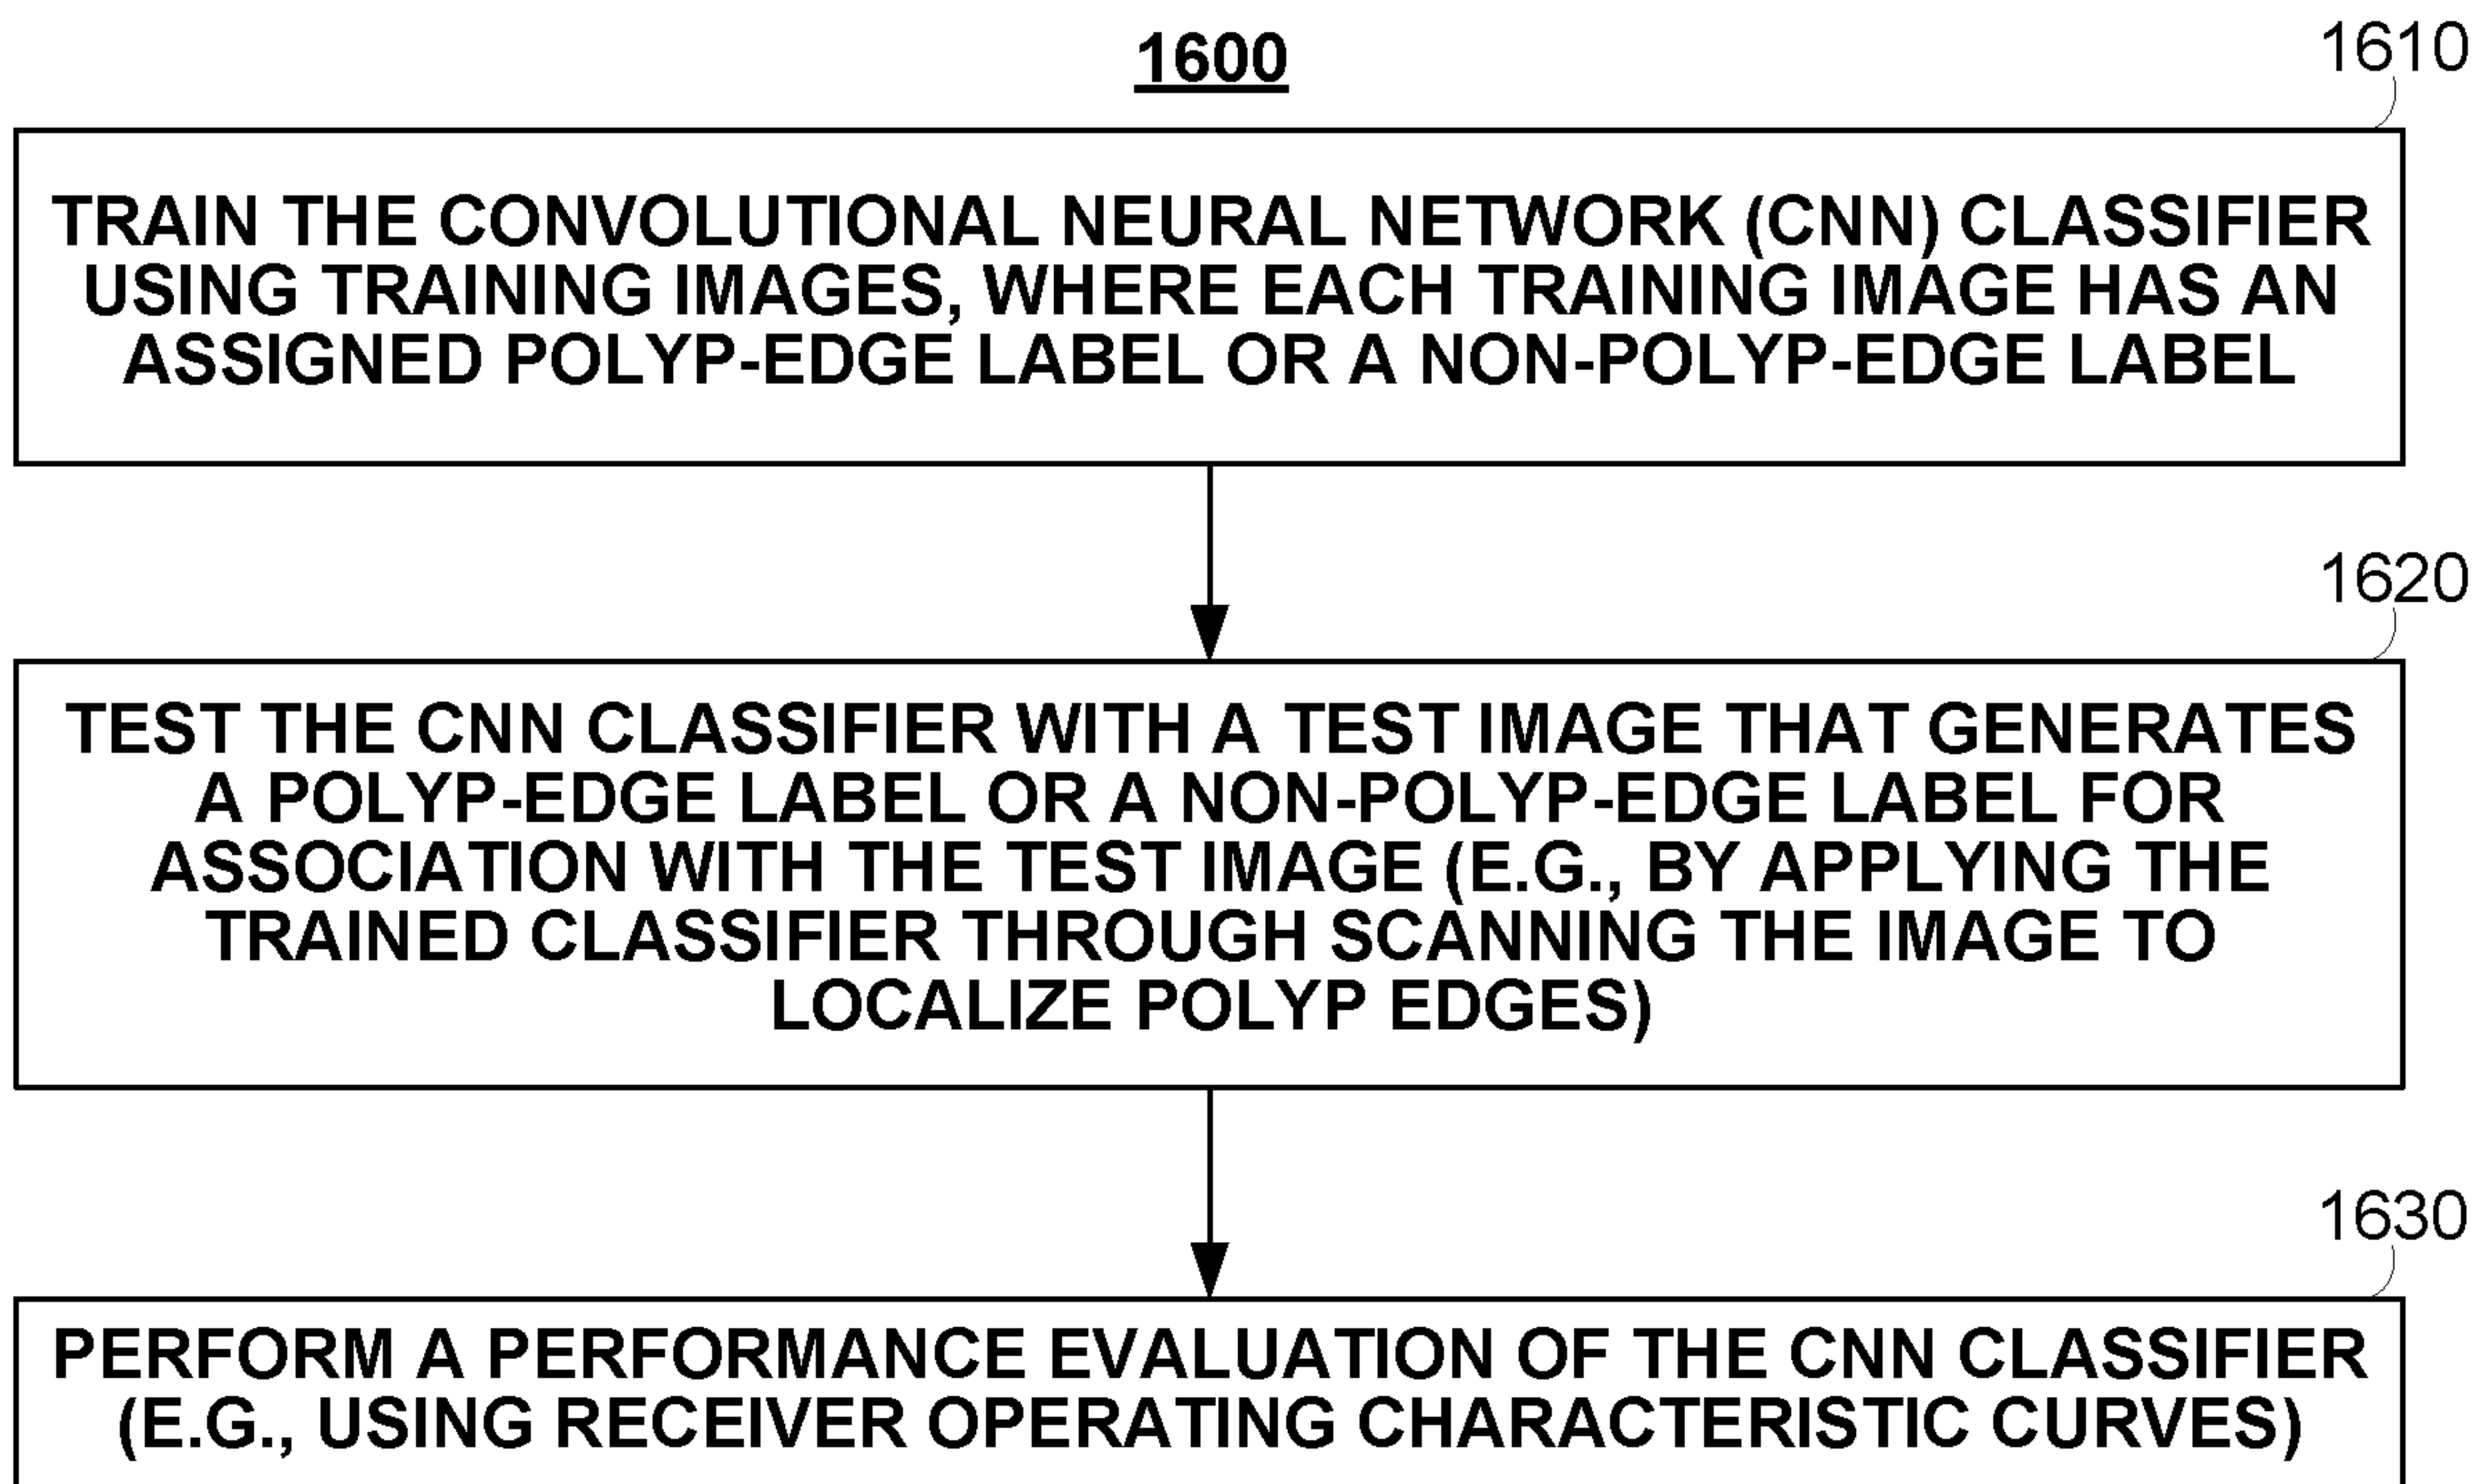 1600
1610
TRAIN THE CONVOLUTIONAL NEURAL NETWORK (CNN) CLASSIFIER
USING TRAINING IMAGES, WHERE EACH TRAINING IMAGE HAS AN
ASSIGNED POLYP-EDGE LABEL OR A NON-POLYP-EDGE LABEL
1620
TEST THE CNN CLASSIFIER WITH A TEST IMAGE THAT GENERATES
A POLYP-EDGE LABEL OR A NON-POLYP-EDGE LABEL FOR
ASSOCIATION WITH THE TEST IMAGE (E.G., BY APPLYING THE
TRAINED CLASSIFIER THROUGH SCANNING THE IMAGE TO
LOCALIZE POLYP EDGES)
1630
PERFORM A PERFORMANCE EVALUATION OF THE CNN CLASSIFIER
(E.G., USING RECEIVER OPERATING CHARACTERISTIC CURVES)